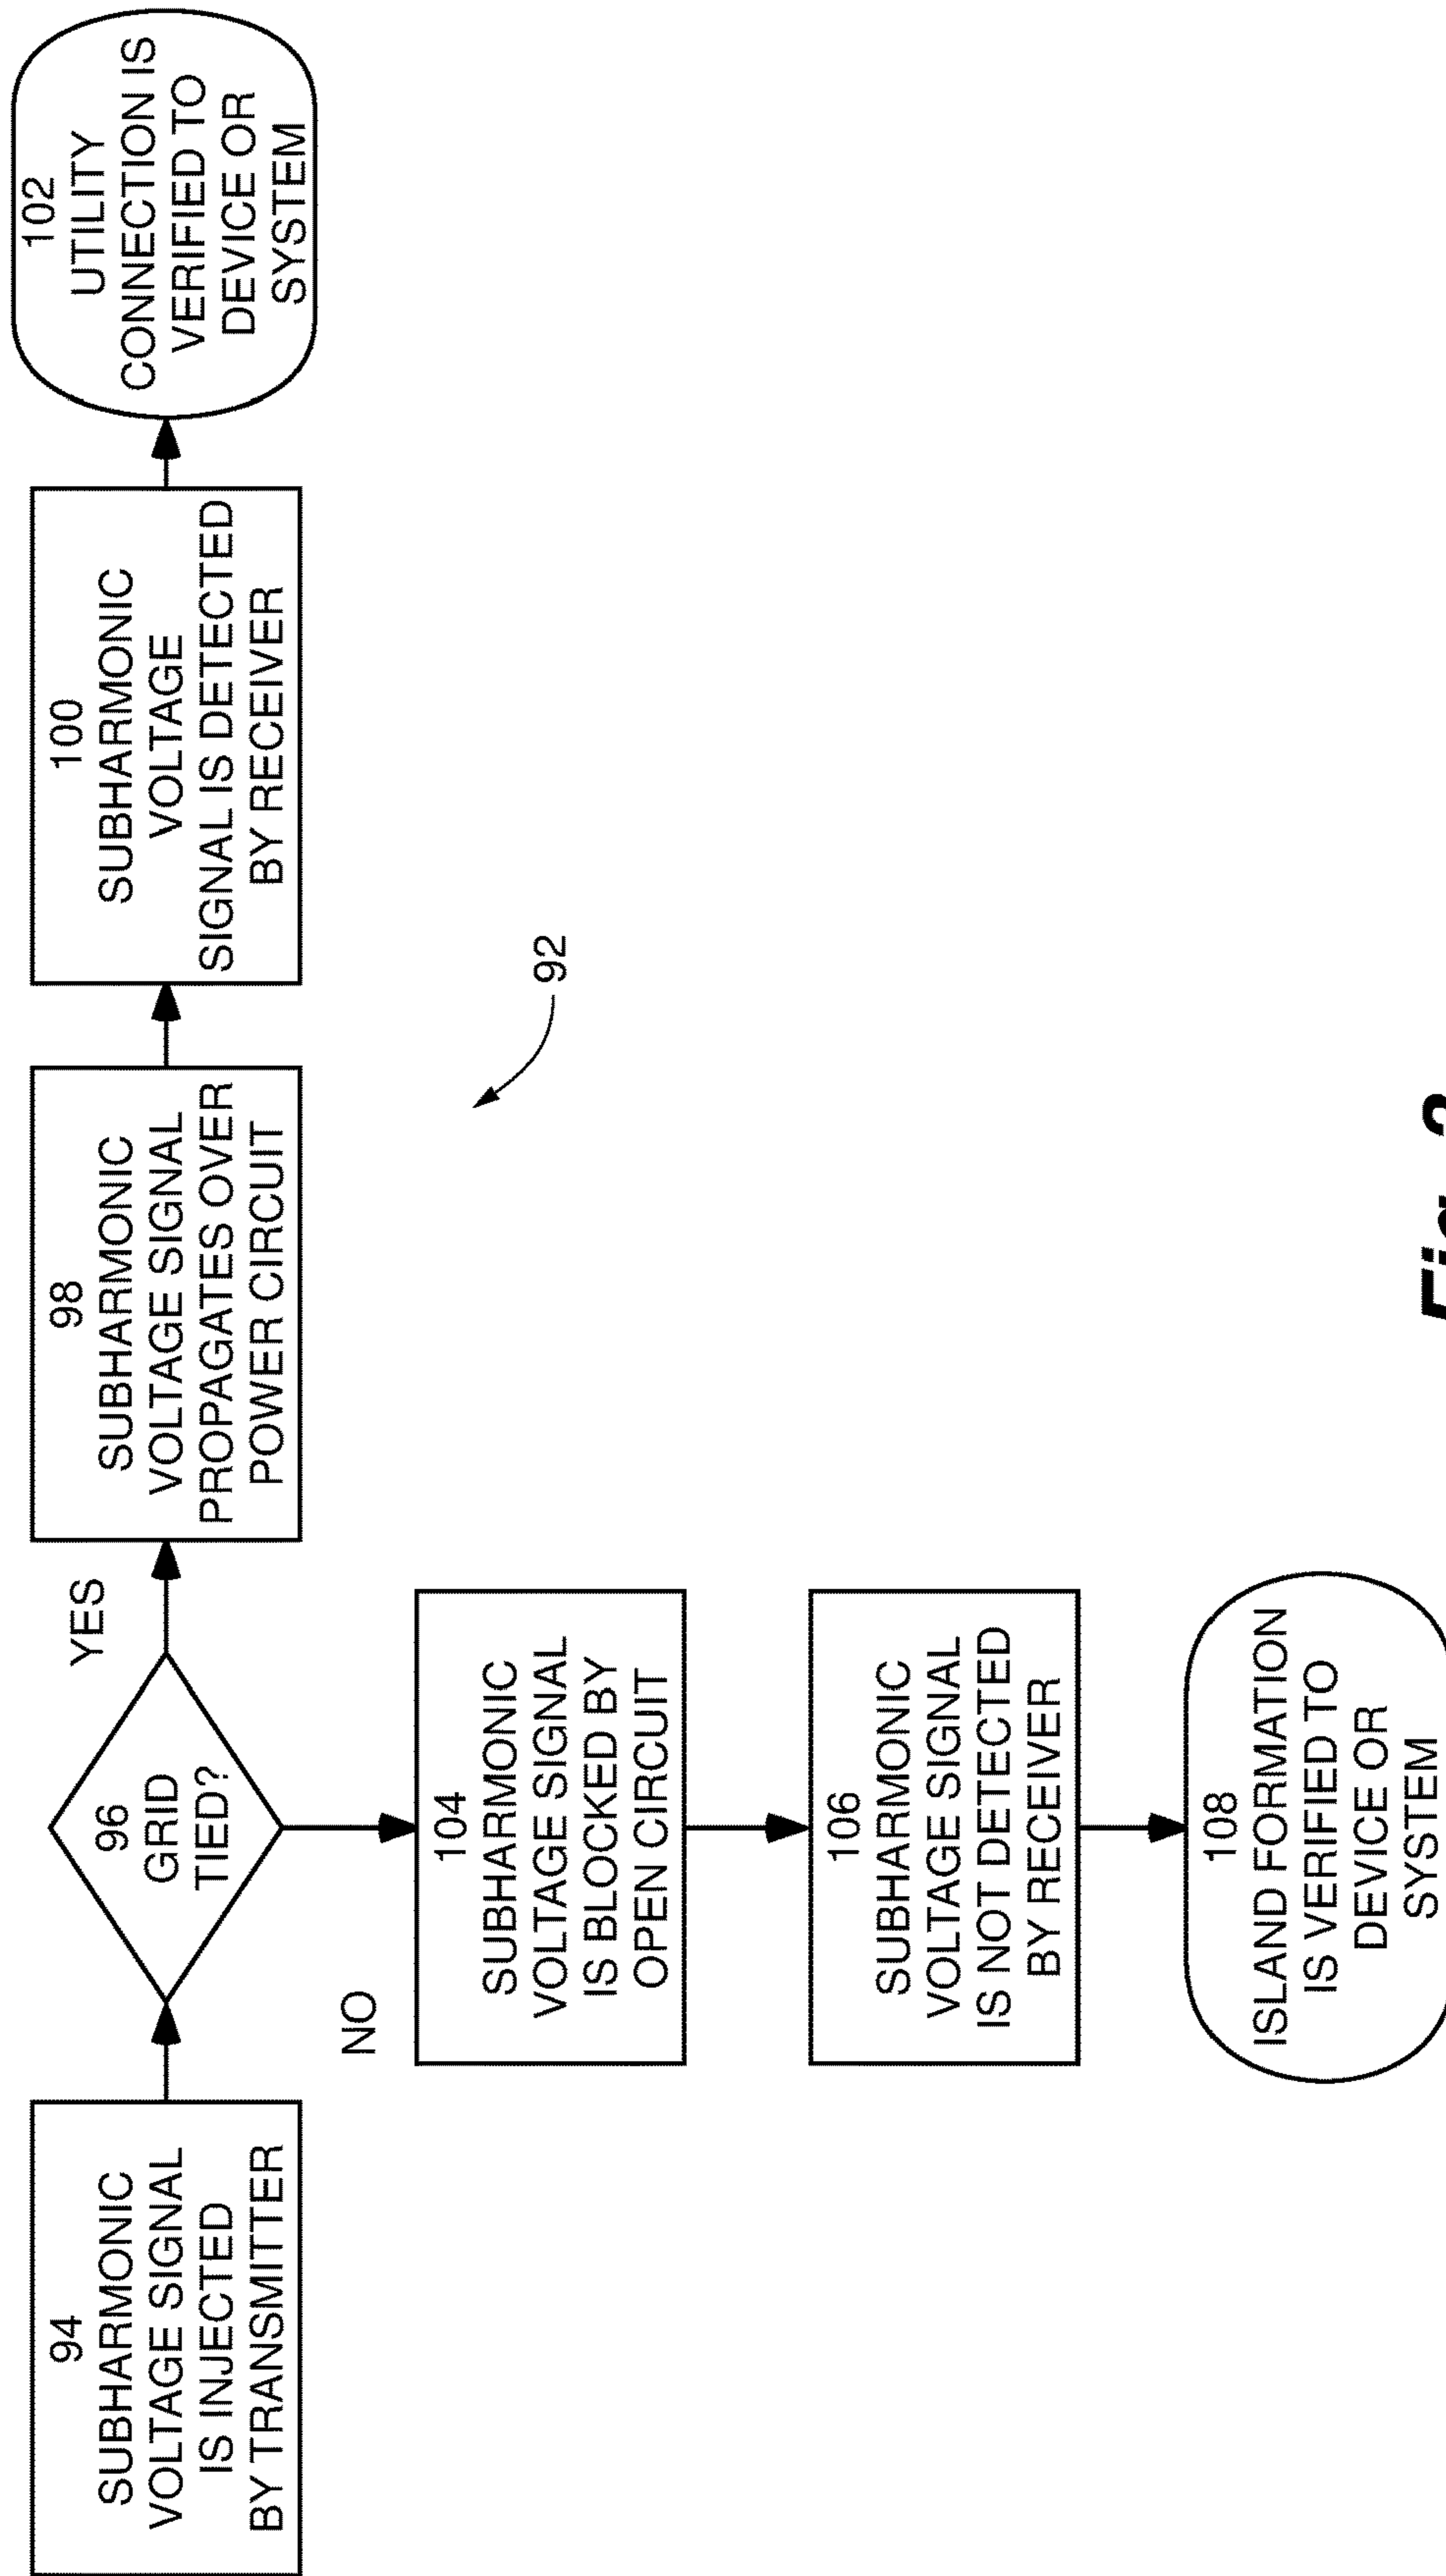 94
SUBHARMONIC
VOLTAGE SIGNAL
IS INJECTED
BY TRANSMITTER
96
GRID
TIED?
YES
NO
98
SUBHARMONIC
VOLTAGE SIGNAL
PROPAGATES OVER
POWER CIRCUIT
100
SUBHARMONIC
VOLTAGE
SIGNAL IS DETECTED
BY RECEIVER
102
UTILITY
CONNECTION IS
VERIFIED TO
DEVICE OR
SYSTEM
92
104
SUBHARMONIC
VOLTAGE SIGNAL
IS BLOCKED BY
OPEN CIRCUIT
106
SUBHARMONIC
VOLTAGE SIGNAL
IS NOT DETECTED
BY RECEIVER
108
ISLAND FORMATION
IS VERIFIED TO
DEVICE OR
SYSTEM
Fig